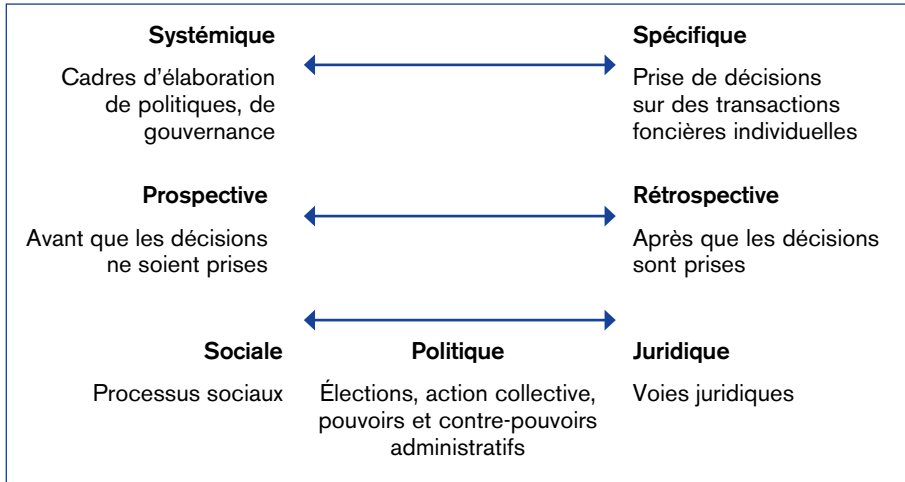 Systémique
Cadres d'élaboration
de politiques, de
gouvernance
Spécifique
Prise de décisions
sur des transactions
foncières individuelles
Prospective
Avant que les décisions
ne soient prises
Rétrospective
Après que les décisions
sont prises
Sociale
Processus sociaux
Politique
Élections, action collective,
pouvoirs et contre-pouvoirs
administratifs
Juridique
Voies juridiques